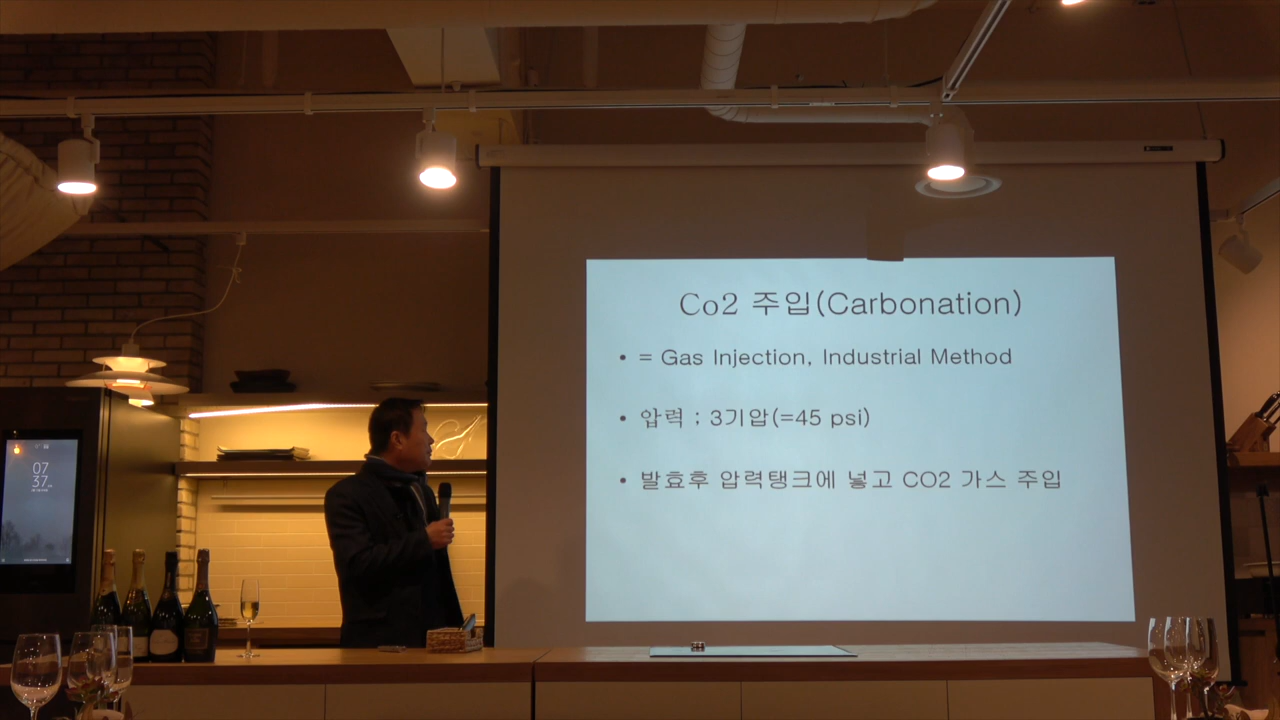 Co2 주입(Carbonation)
• = Gas Injection, Industrial Method
• 압력 : 3기압(=45 psi)
• 발효후 압력탱크에 넣고 CO2 가스 주입
07
37